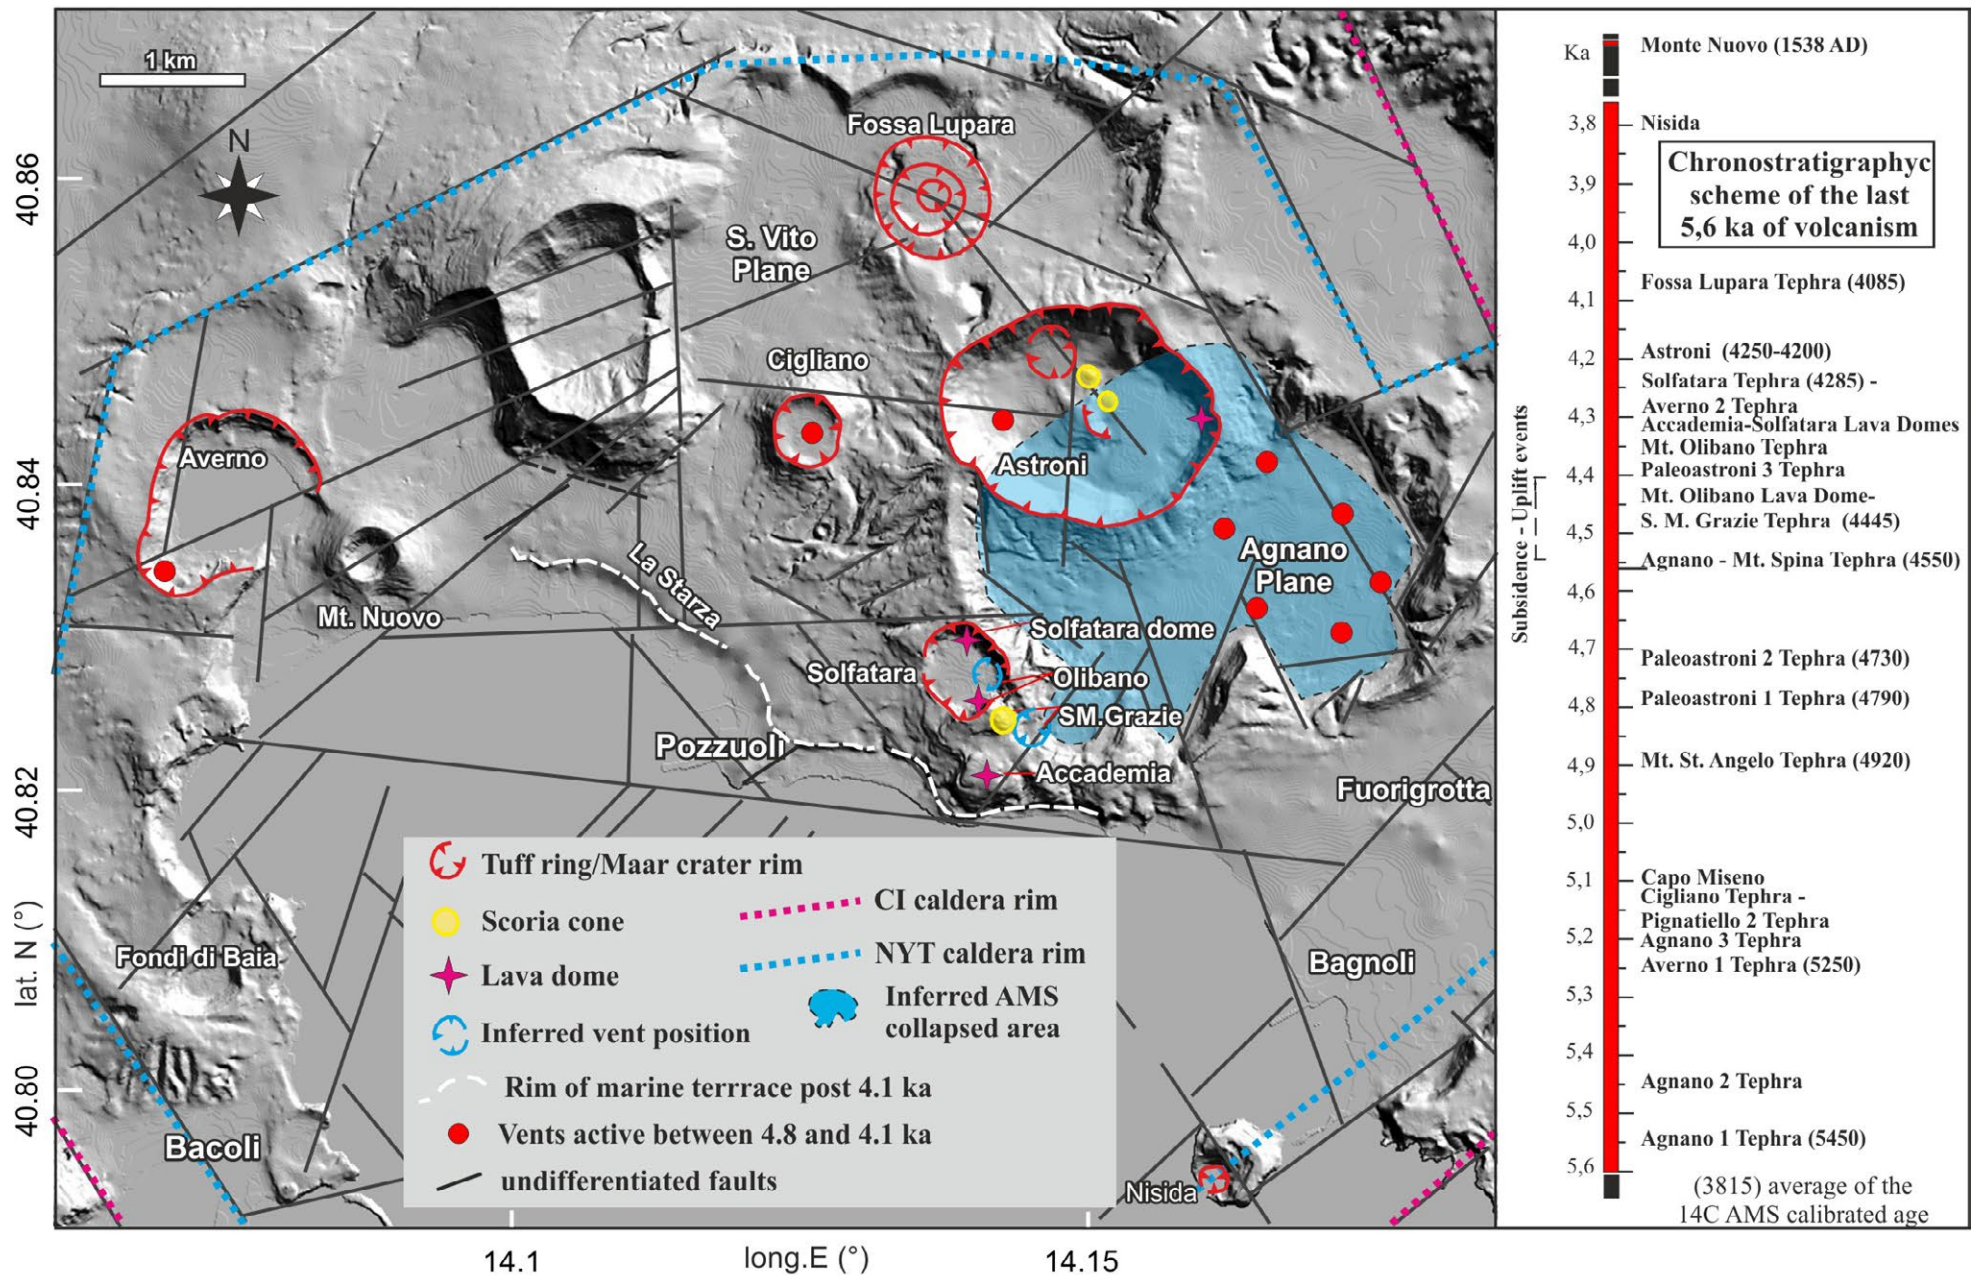 1 km
N
40.86
40.84
40.82
40.80
lat. N (°)
14.1
long.E (°)
14.15
Fossa Lupara
S. Vito
Plane
Cigliano
Averno
Astroni
Agnano
Plane
La Starza
Mt. Nuovo
Solfatara dome
Solfatara
Olibano
SM.Grazie
Pozzuoli
Accademia
Fuorigrotta
Fondi di Baia
Bagnoli
Bacoli
Nisida
Tuff ring/Maar crater rim
Scoria cone
Lava dome
Inferred vent position
Rim of marine terrrace post 4.1 ka
Vents active between 4.8 and 4.1 ka
undifferentiated faults
CI caldera rim
NYT caldera rim
Inferred AMS
collapsed area
Ka
Monte Nuovo (1538 AD)
3,8
Nisida
Chronostratigraphyc
scheme of the last
5,6 ka of volcanism
3,9
4,0
Fossa Lupara Tephra (4085)
4,1
Astroni (4250-4200)
4,2
Solfatara Tephra (4285) -
Averno 2 Tephra
4,3
Accademia-Solfatara Lava Domes
Mt. Olibano Tephra
Paleoastroni 3 Tephra
4,4
Mt. Olibano Lava Dome-
S. M. Grazie Tephra (4445)
4,5
Agnano - Mt. Spina Tephra (4550)
4,6
Subsidence - Uplift events
4,7
Paleoastroni 2 Tephra (4730)
Paleoastroni 1 Tephra (4790)
4,8
Mt. St. Angelo Tephra (4920)
4,9
5,0
5,1
Capo Miseno
Cigliano Tephra -
Pignatiello 2 Tephra
5,2
Agnano 3 Tephra
Averno 1 Tephra (5250)
5,3
5,4
Agnano 2 Tephra
5,5
Agnano 1 Tephra (5450)
5,6
(3815) average of the
14C AMS calibrated age